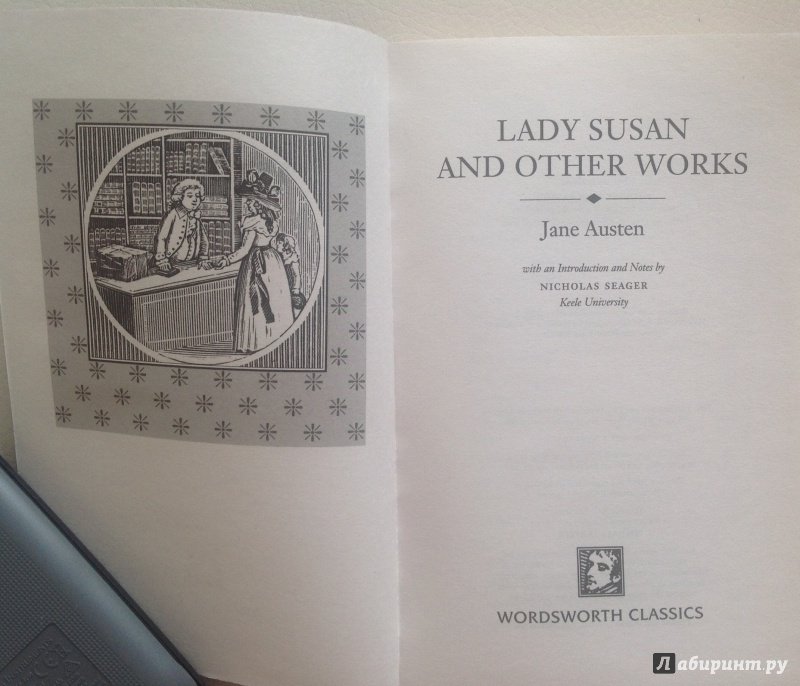 LADY SUSAN
AND OTHER WORKS
Jane Austen
with an Introduction and Notes by
NICHOLAS SEAGER
Keele University
WORDSWORTH CLASSICS
Лабиринт.ру